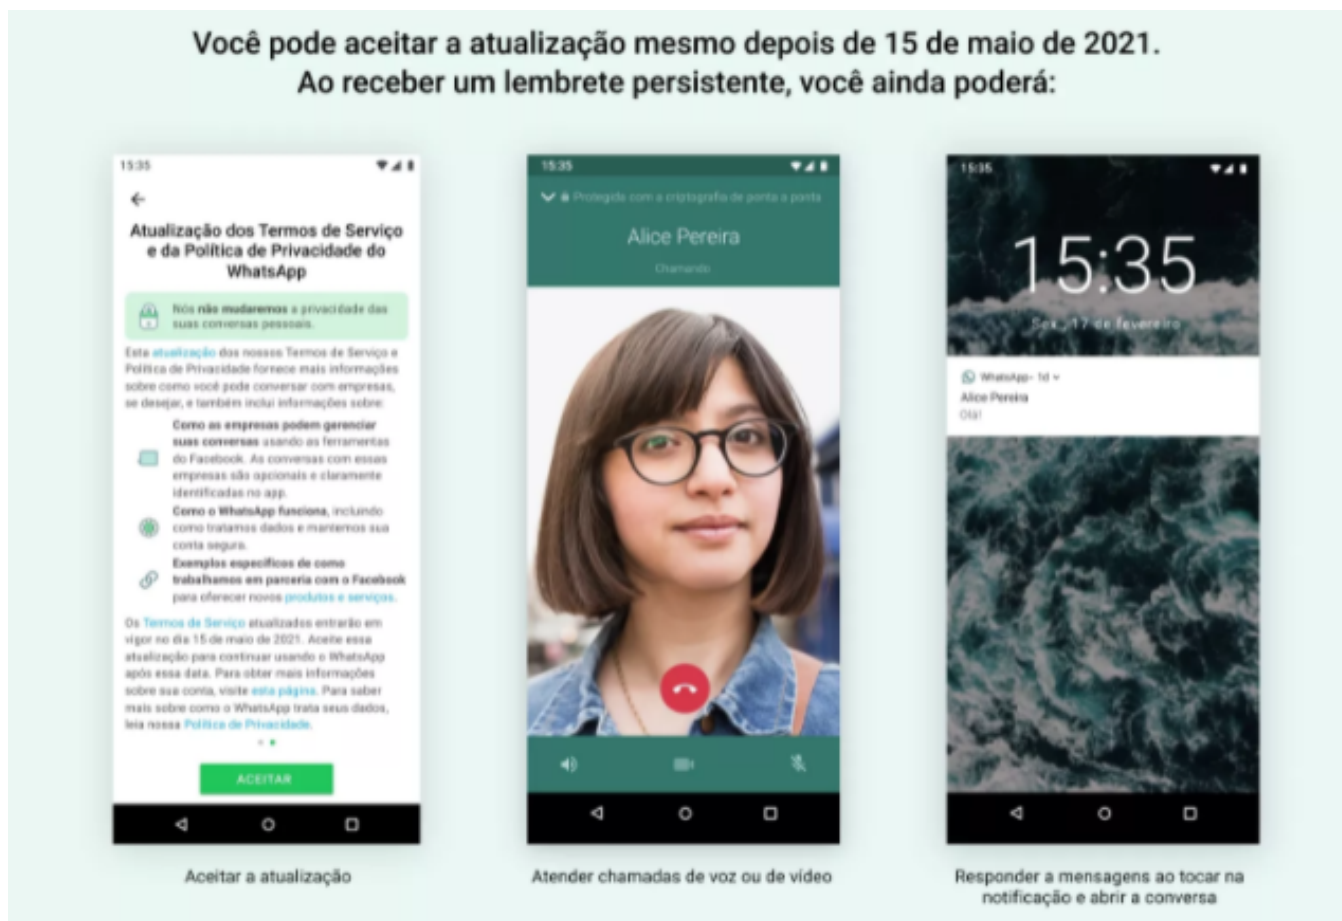 Você pode aceitar a atualização mesmo depois de 15 de maio de 2021.
Ao receber um lembrete persistente, você ainda poderá:
15:35
Atualização dos Termos de Serviço
e da Política de Privacidade do
WhatsApp
Nós não mudaremos a privacidade das
suas conversas pessoais.
Esta atualização dos nossos Termos de Serviço e
Política de Privacidade fornece mais informações
sobre como você pode conversar com empresas,
se desejar, e também inclui informações sobre:
Como as empresas podem gerenciar
suas conversas usando as ferramentas
do Facebook. As conversas com essas
empresas são opcionais e claramente
identificadas no app.
Como o WhatsApp funciona, incluindo
como tratamos dados e mantemos sua
conta segura.
Exemplos específicos de como
trabalhamos em parceria com o Facebook
para oferecer novos produtos e serviços.
Os Termos de Serviço atualizados entrarão em
vigor no dia 15 de maio de 2021. Aceite essa
atualização para continuar usando o WhatsApp
após essa data. Para obter mais informações
sobre sua conta, visite esta página. Para saber
mais sobre como o WhatsApp trata seus dados,
leia nossa Política de Privacidade.
ACEITAR
Aceitar a atualização
15:35
Protegida com a criptografia de ponta a ponta
Alice Pereira
Chamando
Atender chamadas de voz ou de vídeo
15:35
15:35
Sex., 17 de fevereiro
WhatsApp · 1d
Alice Pereira
Olá!
Responder a mensagens ao tocar na
notificação e abrir a conversa